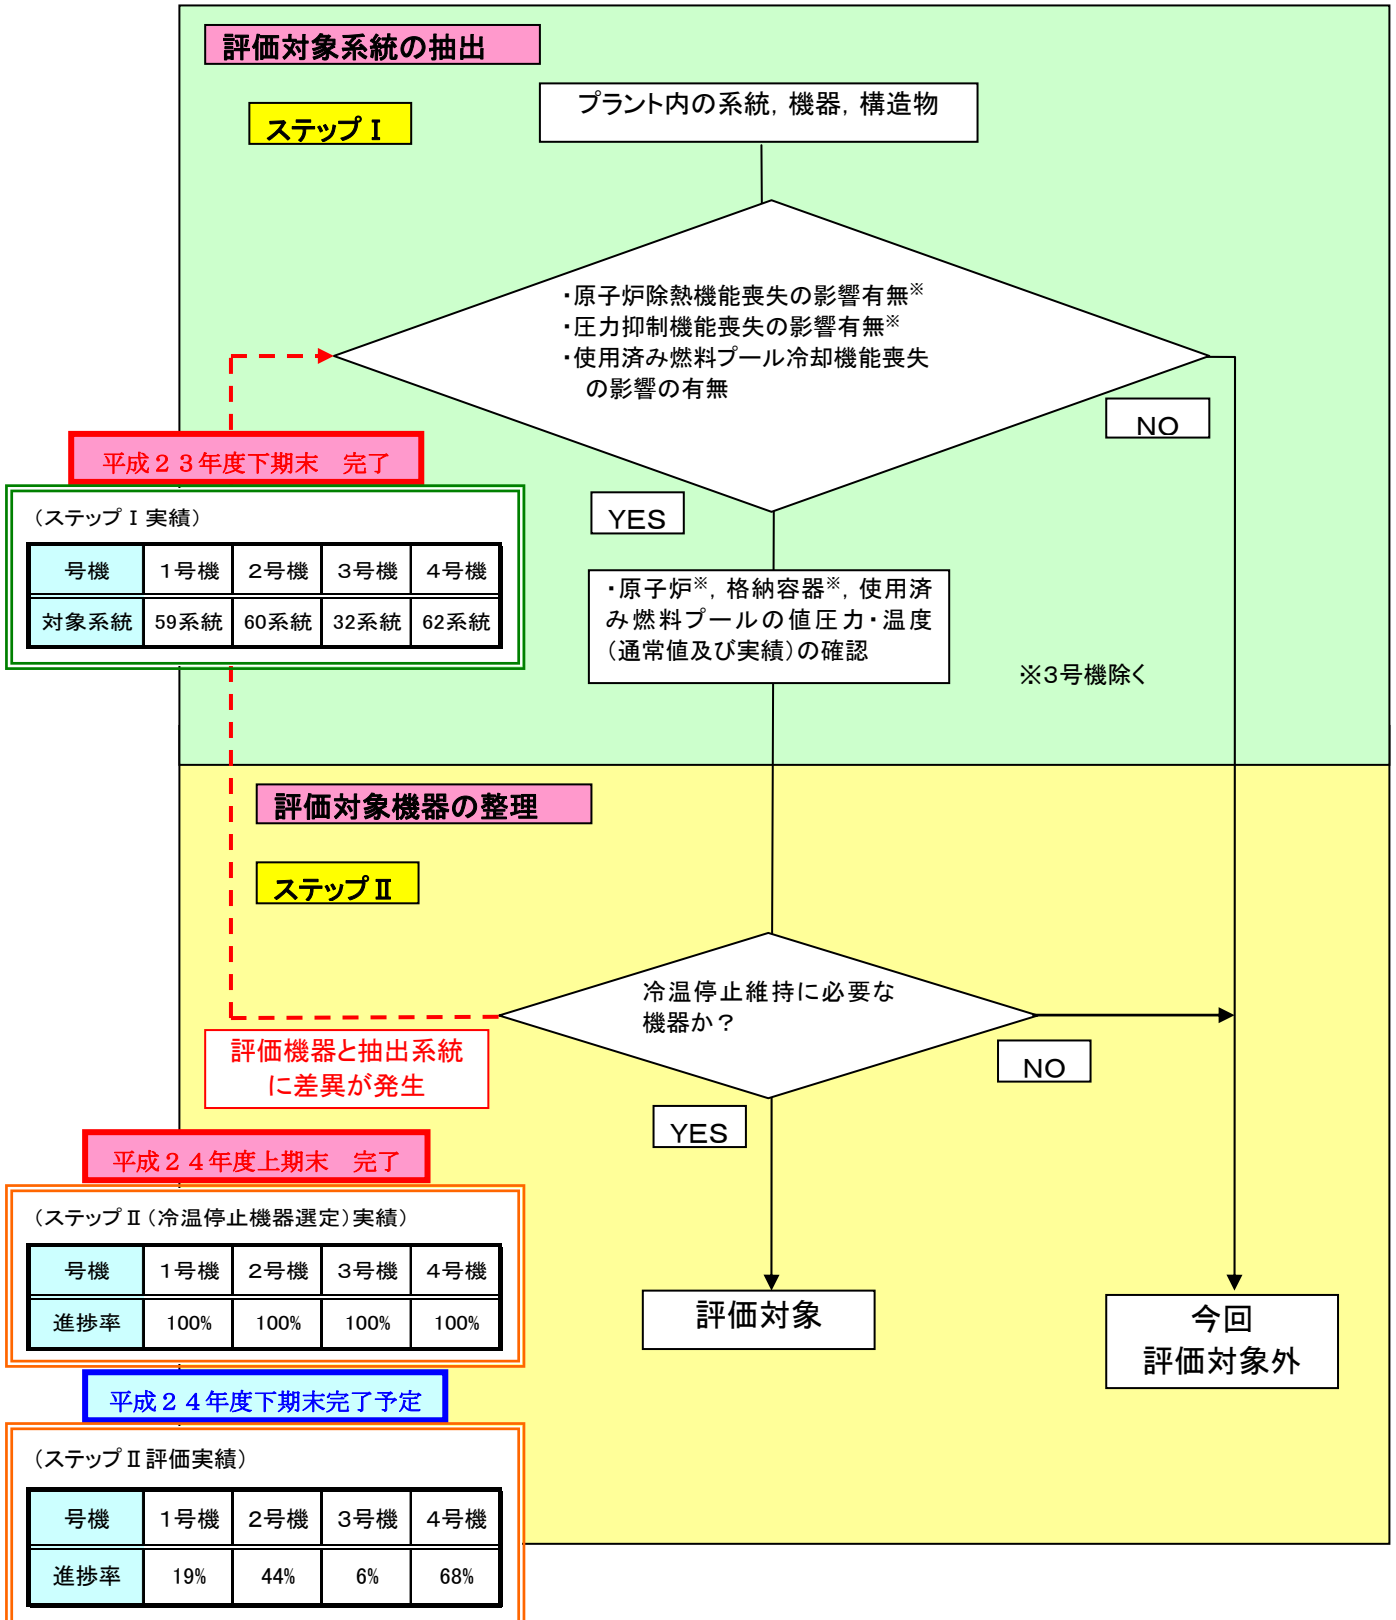 評価対象系統の抽出
ステップⅠ
プラント内の系統，機器，構造物
・原子炉除熱機能喪失の影響有無※
・圧力抑制機能喪失の影響有無※
・使用済み燃料プール冷却機能喪失
の影響の有無
NO
YES
平成２３年度下期末　完了
（ステップⅠ実績）
号機 1号機 2号機 3号機 4号機
対象系統 59系統 60系統 32系統 62系統
・原子炉※，格納容器※，使用済
み燃料プールの値圧力・温度
（通常値及び実績）の確認
※3号機除く
評価対象機器の整理
ステップⅡ
冷温停止維持に必要な
機器か？
評価機器と抽出系統
に差異が発生
NO
YES
平成２４年度上期末　完了
（ステップⅡ（冷温停止機器選定）実績）
号機 1号機 2号機 3号機 4号機
進捗率 100% 100% 100% 100%
評価対象
今回
評価対象外
平成２４年度下期末完了予定
（ステップⅡ評価実績）
号機 1号機 2号機 3号機 4号機
進捗率 19% 44% 6% 68%